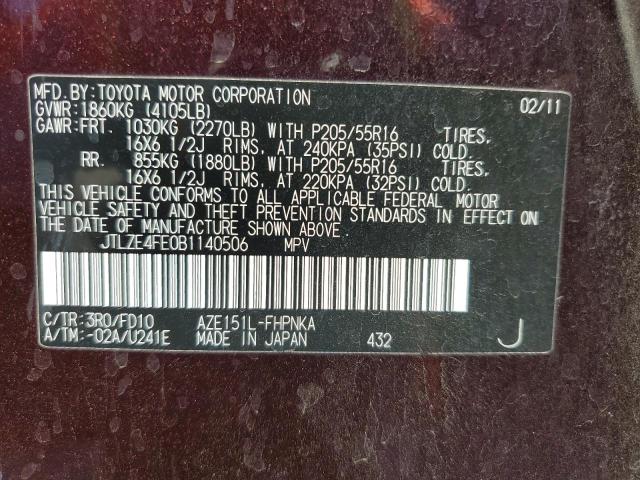 MFD.BY:TOYOTA MOTOR CORPORATION 02/11
GVWR:1860KG (4105LB)
GAWR:FRT. 1030KG (2270LB) WITH P205/55R16 TIRES,
16X6 1/2J RIMS, AT 240KPA (35PSI) COLD.
RR. 855KG (1880LB) WITH P205/55R16 TIRES,
16X6 1/2J RIMS, AT 220KPA (32PSI) COLD.
THIS VEHICLE CONFORMS TO ALL APPLICABLE FEDERAL MOTOR
VEHICLE SAFETY AND THEFT PREVENTION STANDARDS IN EFFECT ON
THE DATE OF MANUFACTURE SHOWN ABOVE.
JTLZE4FE0B1140506 MPV
C/TR:3R0/FD10 AZE151L-FHPNKA
A/TM:-02A/U241E MADE IN JAPAN 432 J